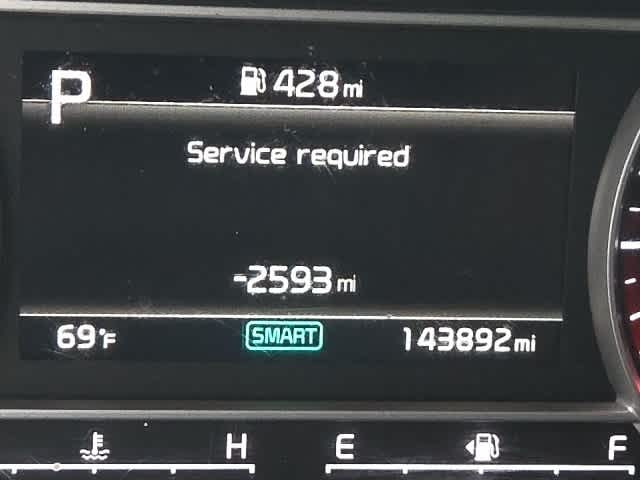 P
428 mi
Service required
-2593 mi
69°F SMART 143892 mi
H E F